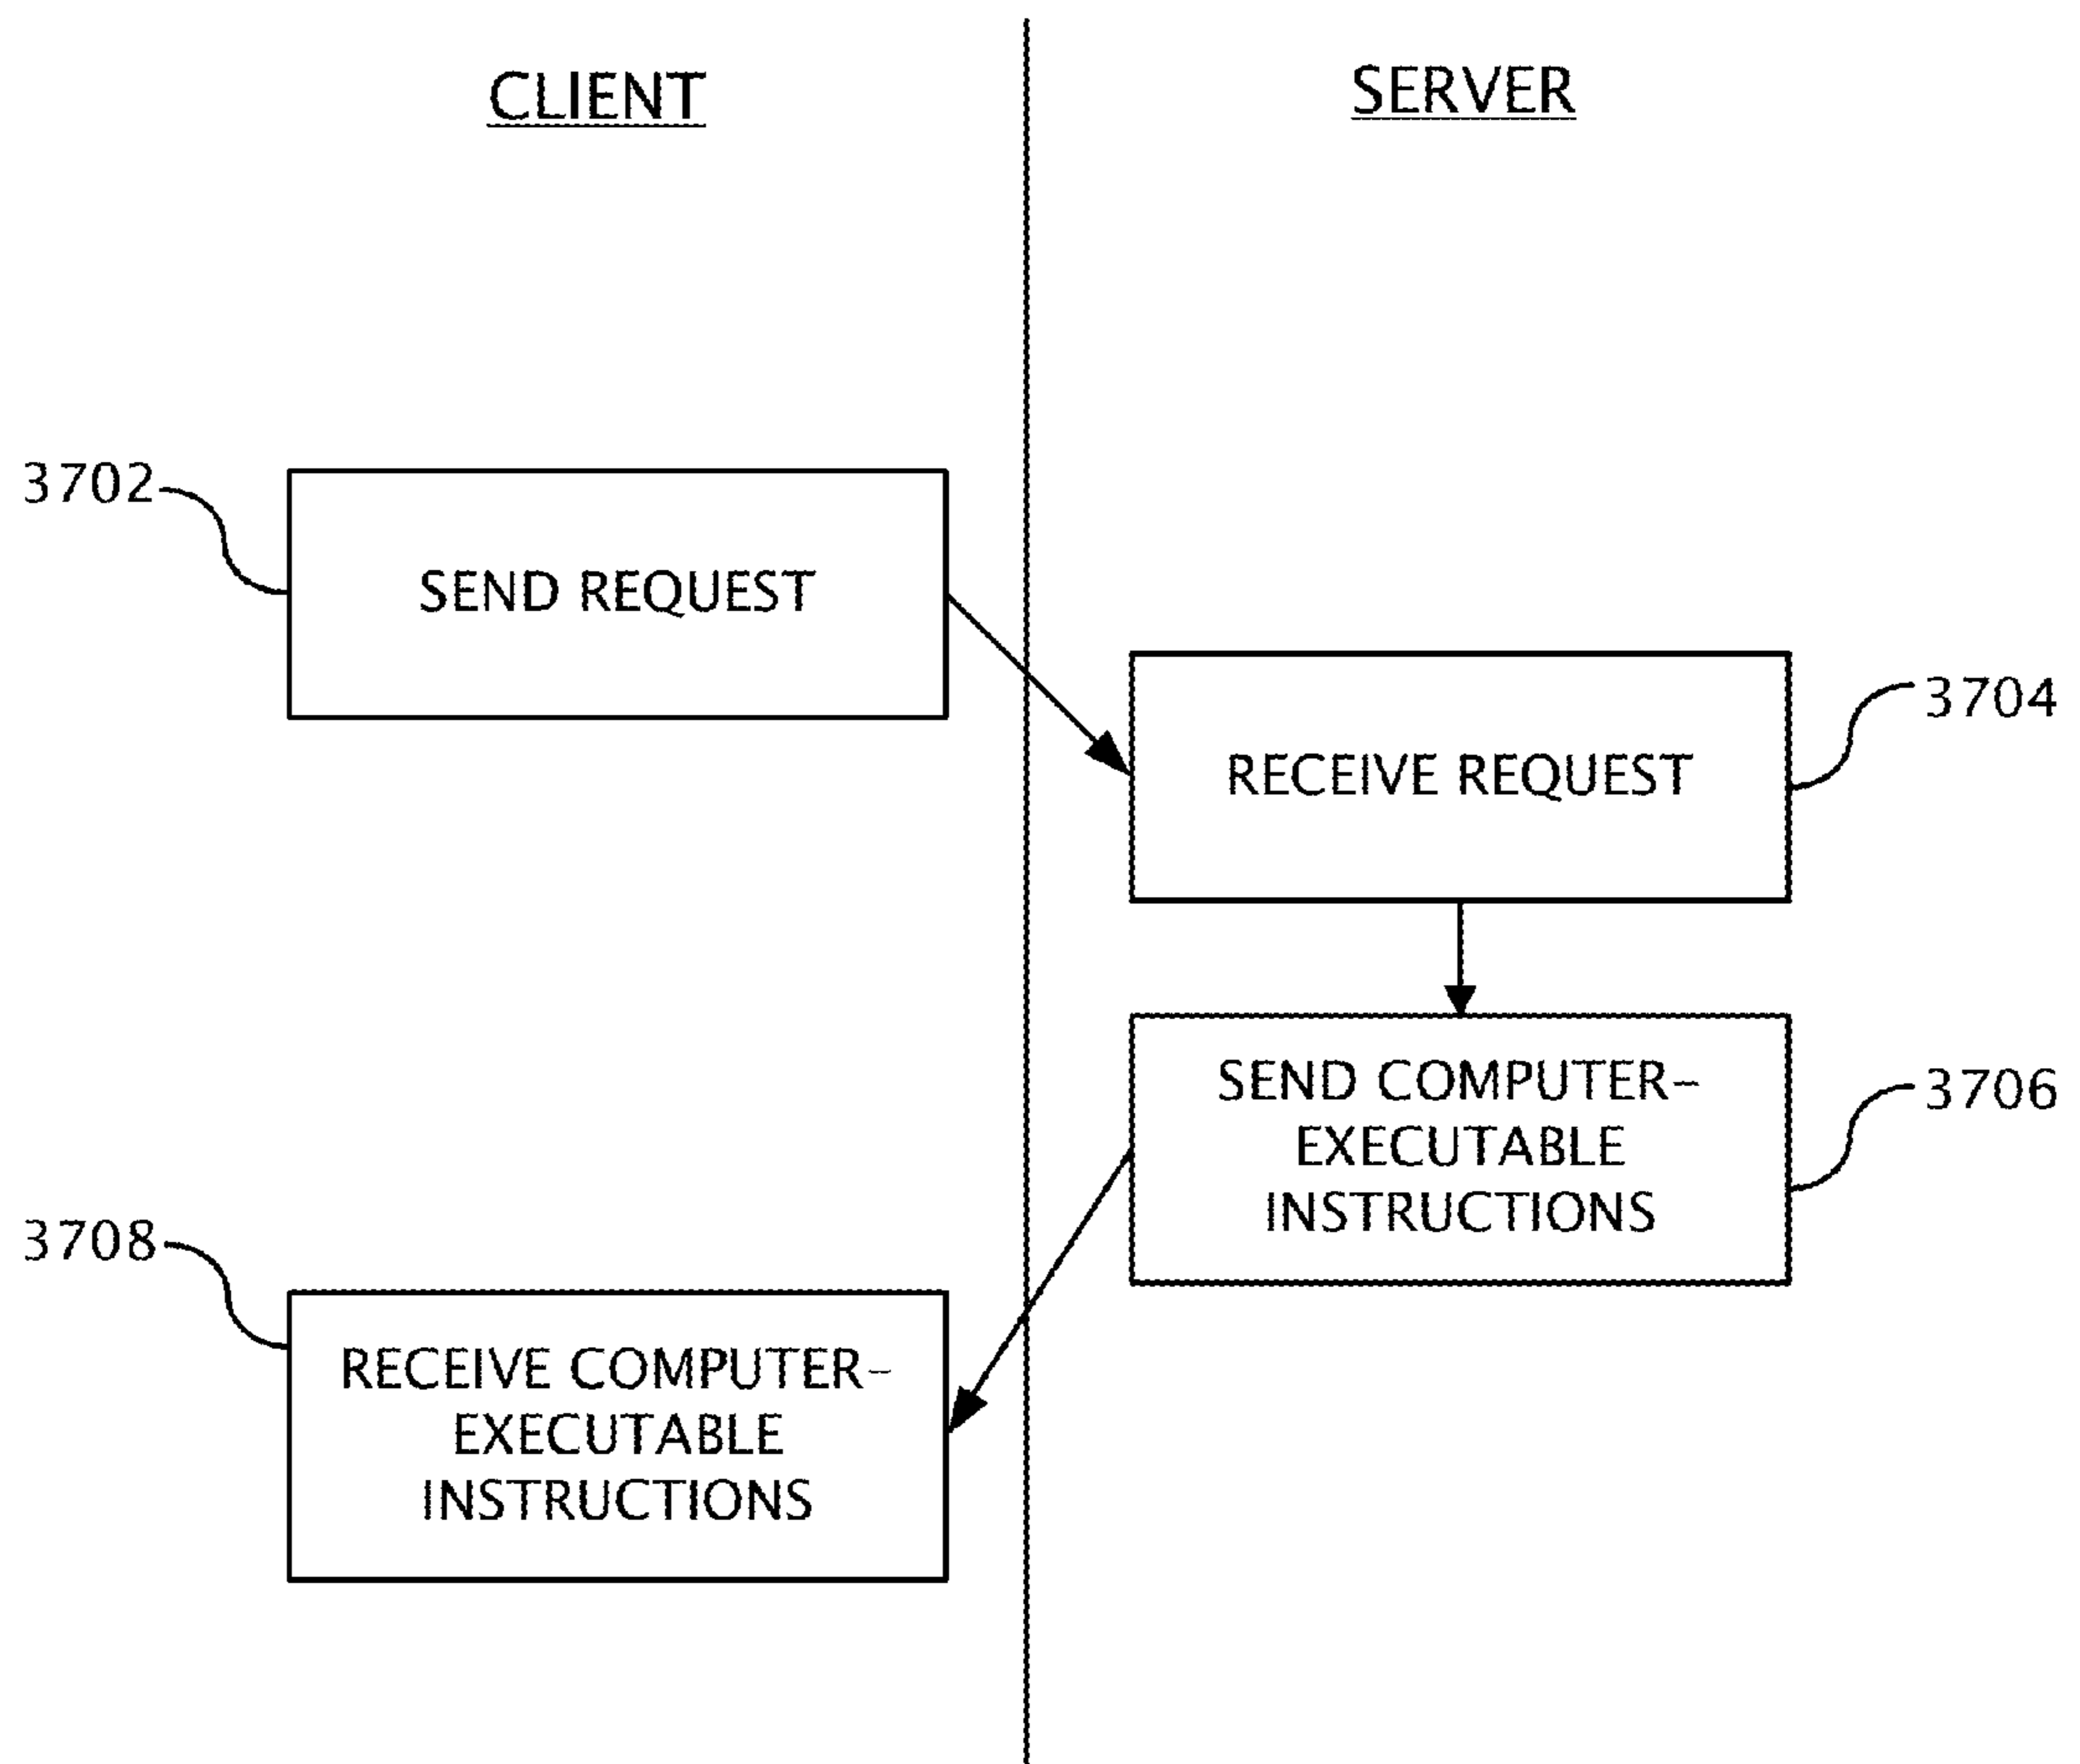 CLIENT
SERVER
3702
SEND REQUEST
3704
RECEIVE REQUEST
SEND COMPUTER-
EXECUTABLE
INSTRUCTIONS
3706
3708
RECEIVE COMPUTER-
EXECUTABLE
INSTRUCTIONS